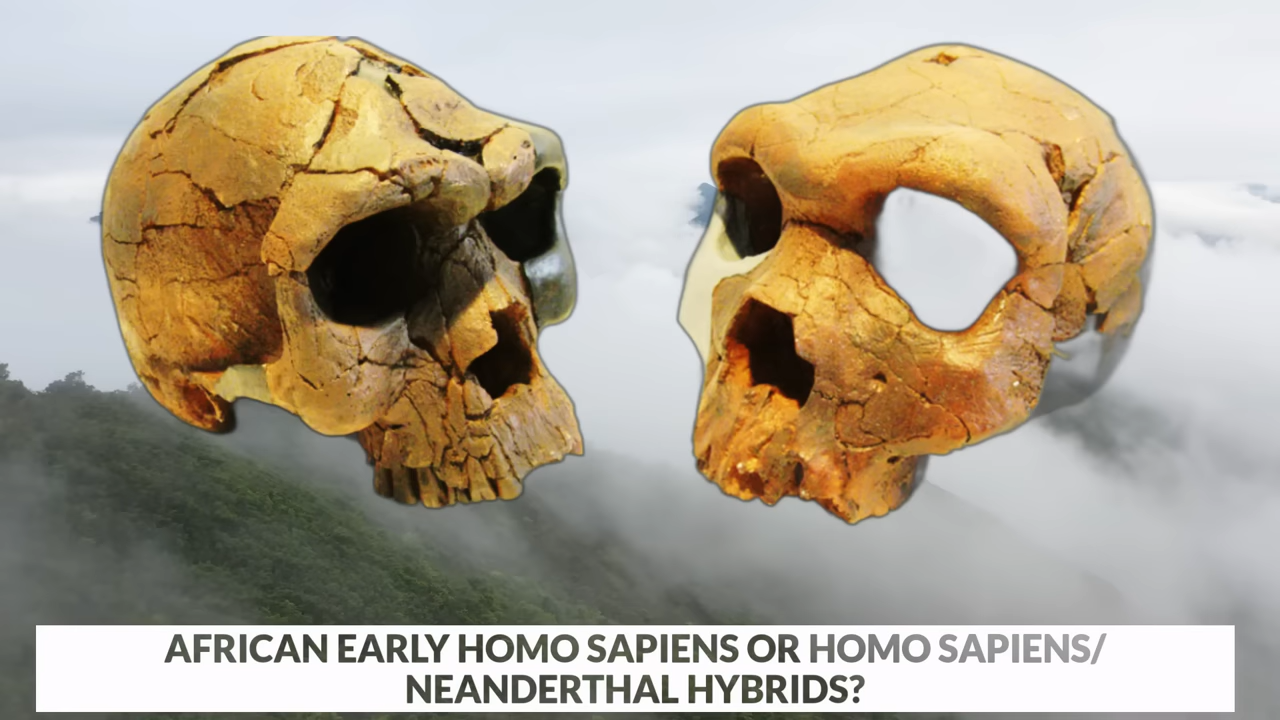 AFRICAN EARLY HOMO SAPIENS OR HOMO SAPIENS/
NEANDERTHAL HYBRIDS?